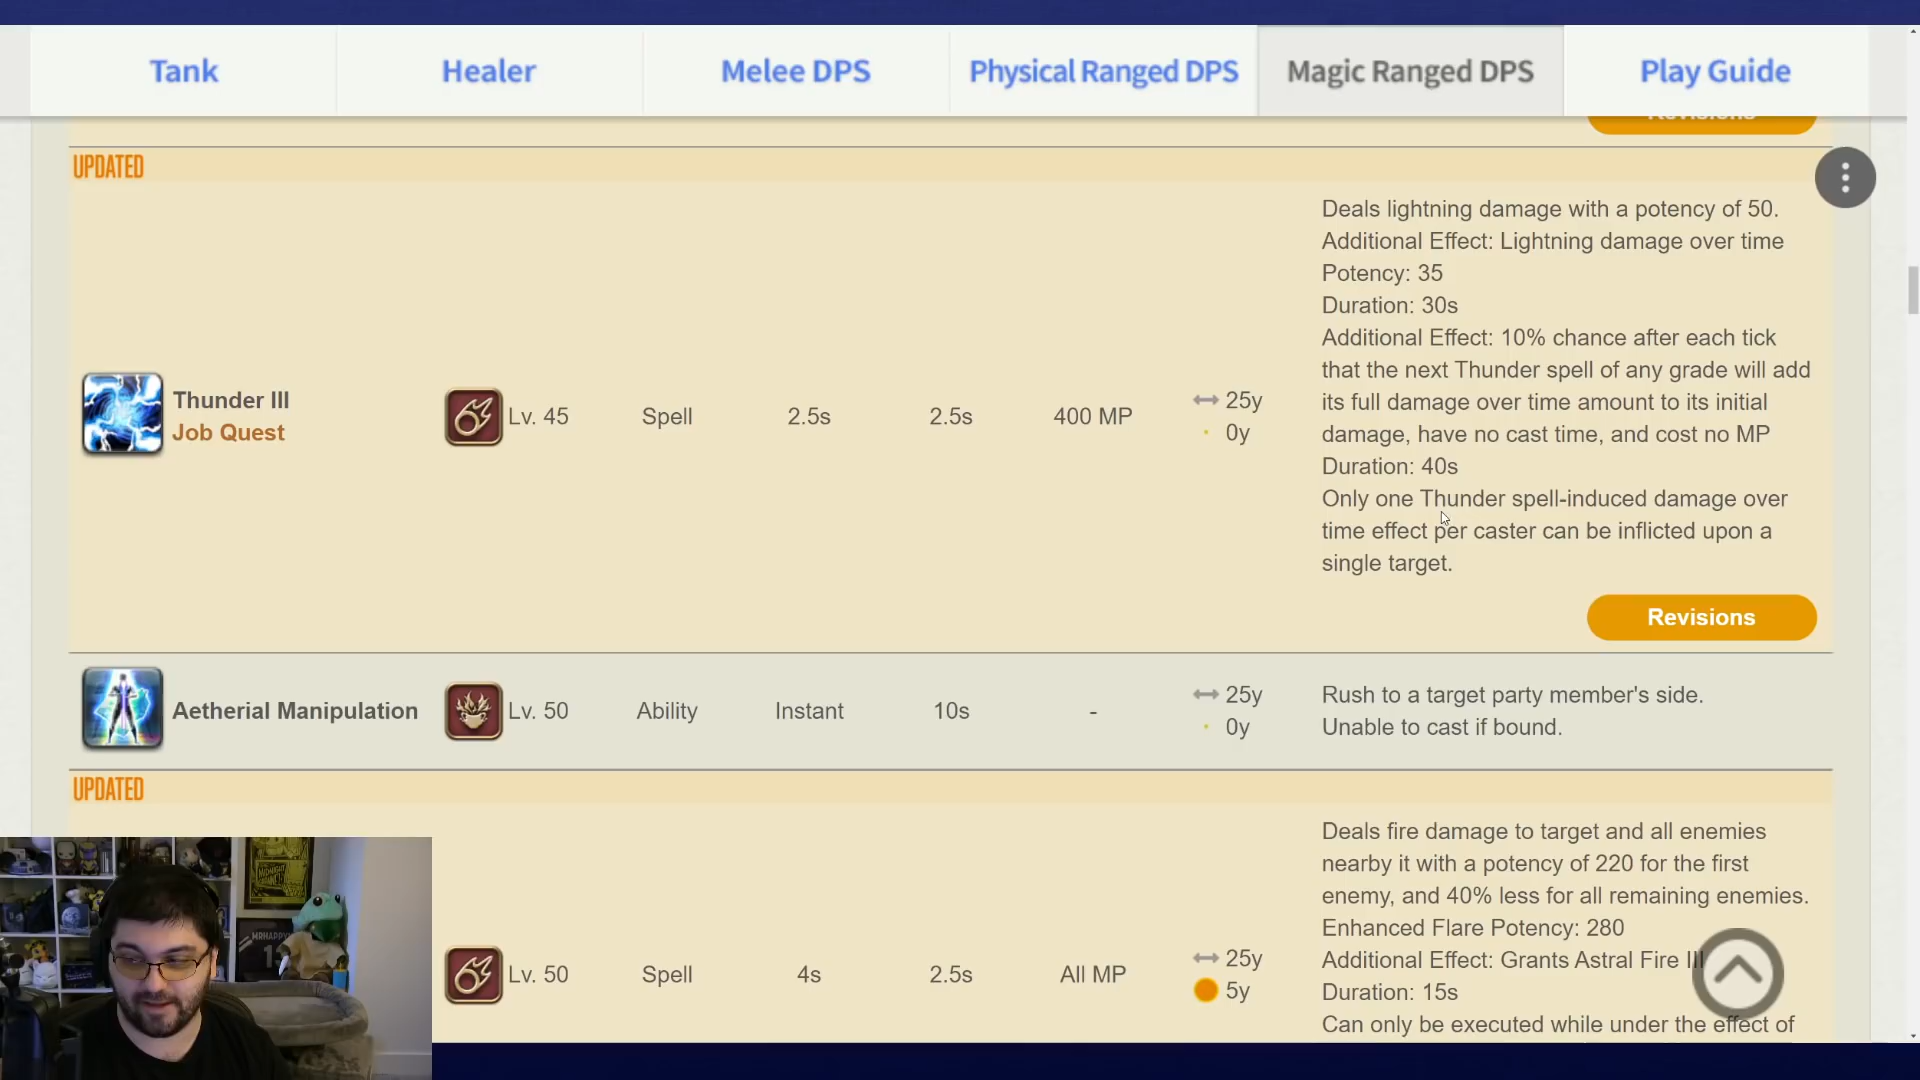 Tank
Healer
Melee DPS
Physical Ranged DPS
Magic Ranged DPS
Play Guide
Revisions
UPDATED
Thunder III
Job Quest
Lv. 45
Spell
2.5s
2.5s
400 MP
25y
0y
Deals lightning damage with a potency of 50.
Additional Effect: Lightning damage over time
Potency: 35
Duration: 30s
Additional Effect: 10% chance after each tick
that the next Thunder spell of any grade will add
its full damage over time amount to its initial
damage, have no cast time, and cost no MP
Duration: 40s
Only one Thunder spell-induced damage over
time effect per caster can be inflicted upon a
single target.
Revisions
Aetherial Manipulation
Lv. 50
Ability
Instant
10s
-
25y
0y
Rush to a target party member's side.
Unable to cast if bound.
UPDATED
Lv. 50
Spell
4s
2.5s
All MP
25y
5y
Deals fire damage to target and all enemies
nearby it with a potency of 220 for the first
enemy, and 40% less for all remaining enemies.
Enhanced Flare Potency: 280
Additional Effect: Grants Astral Fire III
Duration: 15s
Can only be executed while under the effect of
MRHAPPY